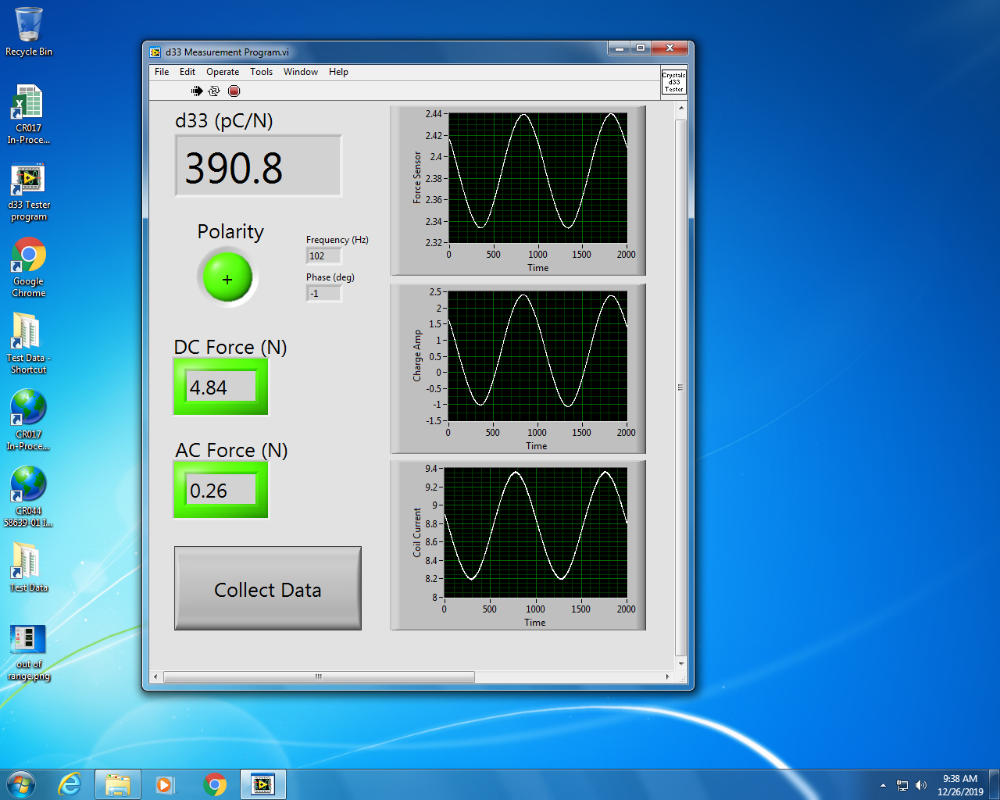 Recycle Bin
CR017
In-Proce...
d33 Tester
program
Google
Chrome
Test Data -
Shortcut
CR017
In-Proce...
CR044
58639-01 I...
Test Data
out of
range.png
d33 Measurement Program.vi
File Edit Operate Tools Window Help
Crystals
d33
Tester
d33 (pC/N)
390.8
Polarity
+
Frequency (Hz)
102
Phase (deg)
-1
DC Force (N)
4.84
AC Force (N)
0.26
Collect Data
Force Sensor
2.44
2.42
2.4
2.38
2.36
2.34
2.32
0 500 1000 1500 2000
Time
Charge Amp
2.5
2
1.5
1
0.5
0
-0.5
-1
-1.5
0 500 1000 1500 2000
Time
Coil Current
9.4
9.2
9
8.8
8.6
8.4
8.2
8
0 500 1000 1500 2000
Time
9:38 AM
12/26/2019